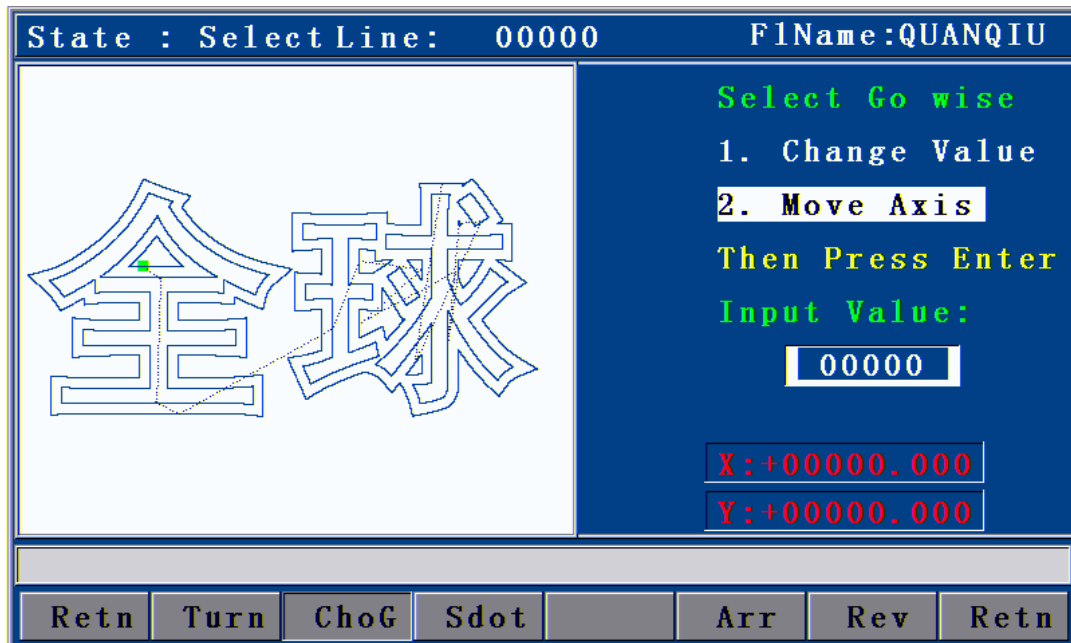 State : Select Line: 00000 F1Name:QUANQIU
全球
Select Go wise
1. Change Value
2. Move Axis
Then Press Enter
Input Value:
00000
X:+00000.000
Y:+00000.000
Retn Turn ChoG Sdot Arr Rev Retn